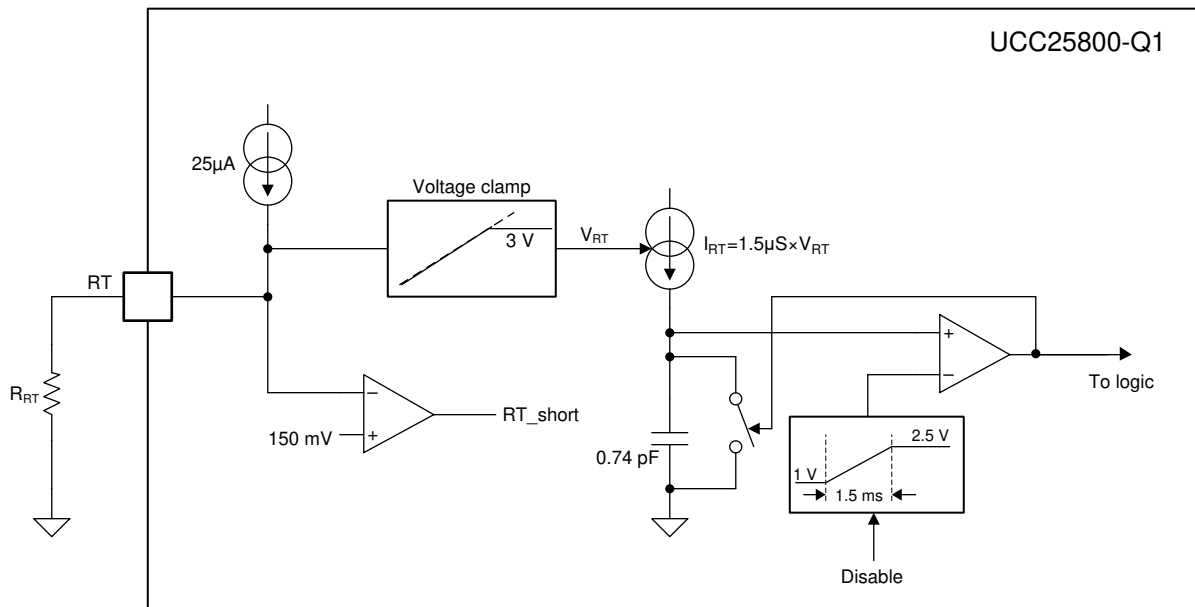 UCC25800-Q1
25µA
Voltage clamp
3 V
V_RT
I_RT=1.5µS×V_RT
RT
R_RT
150 mV
RT_short
0.74 pF
To logic
2.5 V
1 V
1.5 ms
Disable